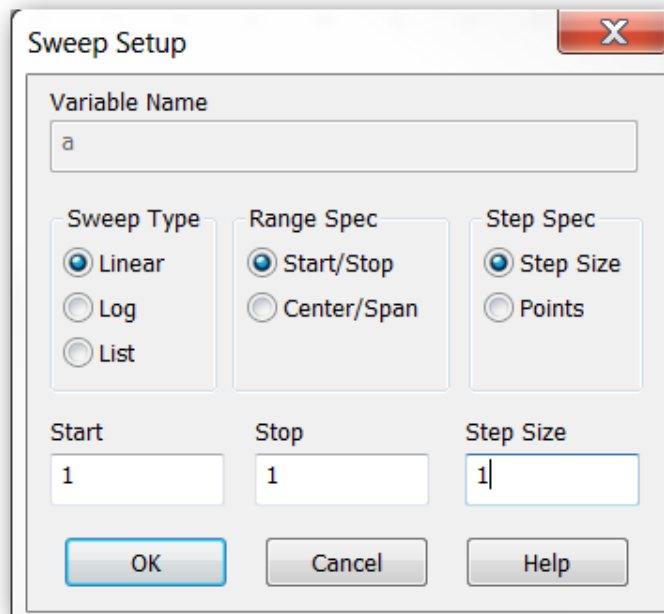 Sweep Setup
Variable Name
a
Sweep Type
Range Spec
Step Spec
Linear
Start/Stop
Step Size
Log
Center/Span
Points
List
Start
Stop
Step Size
1
1
1
OK
Cancel
Help